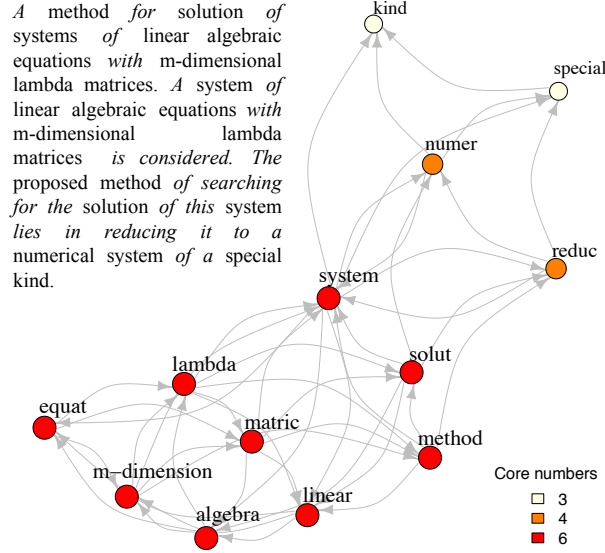 A method for solution of
systems of linear algebraic
equations with m-dimensional
lambda matrices. A system of
linear algebraic equations with
m-dimensional lambda
matrices is considered. The
proposed method of searching
for the solution of this system
lies in reducing it to a
numerical system of a special
kind.
kind
special
numer
reduc
system
solut
lambda
equat
matric
method
m-dimension
linear
algebra
Core numbers
3
4
6